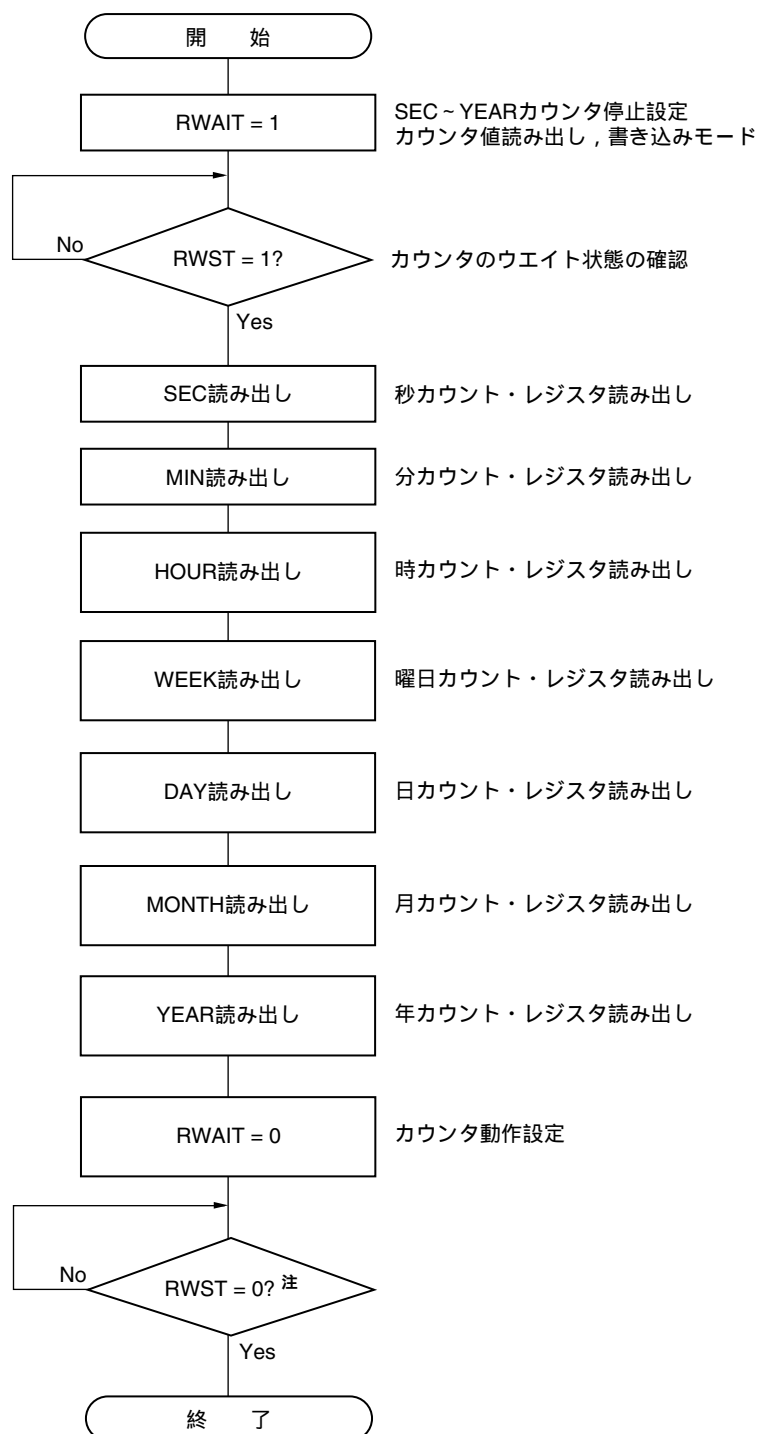 開　始
RWAIT = 1
SEC～YEARカウンタ停止設定
カウンタ値読み出し，書き込みモード
No
RWST = 1?
カウンタのウエイト状態の確認
Yes
SEC読み出し
秒カウント・レジスタ読み出し
MIN読み出し
分カウント・レジスタ読み出し
HOUR読み出し
時カウント・レジスタ読み出し
WEEK読み出し
曜日カウント・レジスタ読み出し
DAY読み出し
日カウント・レジスタ読み出し
MONTH読み出し
月カウント・レジスタ読み出し
YEAR読み出し
年カウント・レジスタ読み出し
RWAIT = 0
カウンタ動作設定
No
RWST = 0? 注
Yes
終　了